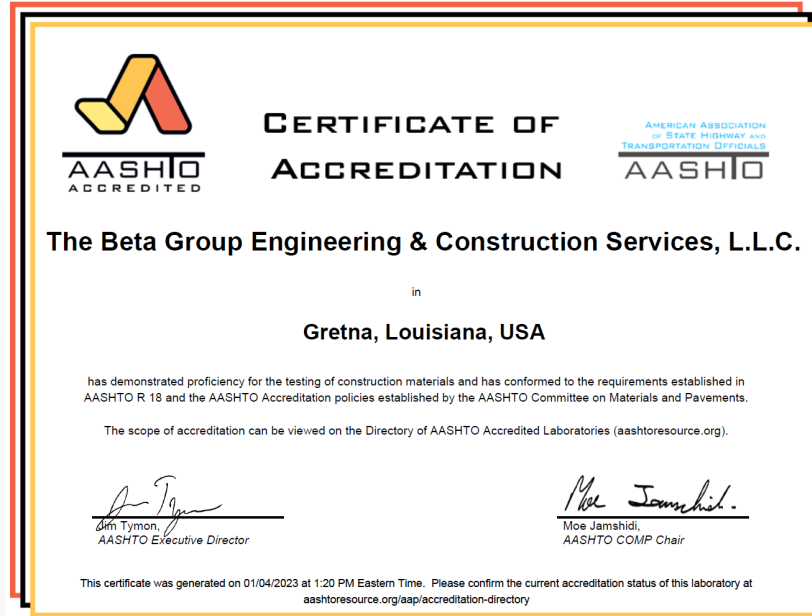 CERTIFICATE OF
ACCREDITATION
AASHTO
ACCREDITED
AMERICAN ASSOCIATION
OF STATE HIGHWAY AND
TRANSPORTATION OFFICIALS
AASHTO
The Beta Group Engineering & Construction Services, L.L.C.
in
Gretna, Louisiana, USA
has demonstrated proficiency for the testing of construction materials and has conformed to the requirements established in
AASHTO R 18 and the AASHTO Accreditation policies established by the AASHTO Committee on Materials and Pavements.
The scope of accreditation can be viewed on the Directory of AASHTO Accredited Laboratories (aashtoresource.org).
Moe Jamshidi
Jim Tymon,
AASHTO Executive Director
Moe Jamshidi,
AASHTO COMP Chair
This certificate was generated on 01/04/2023 at 1:20 PM Eastern Time. Please confirm the current accreditation status of this laboratory at
aashtoresource.org/aap/accreditation-directory